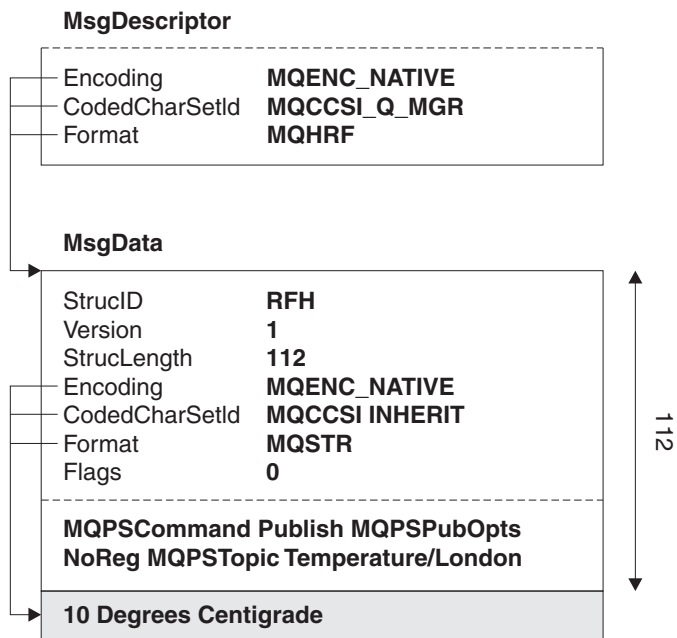 MsgDescriptor
Encoding MQENC_NATIVE
CodedCharSetId MQCCSI_Q_MGR
Format MQHRF
MsgData
StrucID RFH
Version 1
StrucLength 112
Encoding MQENC_NATIVE
CodedCharSetId MQCCSI INHERIT
Format MQSTR
Flags 0
MQPSCommand Publish MQPSPubOpts
NoReg MQPSTopic Temperature/London
10 Degrees Centigrade
112